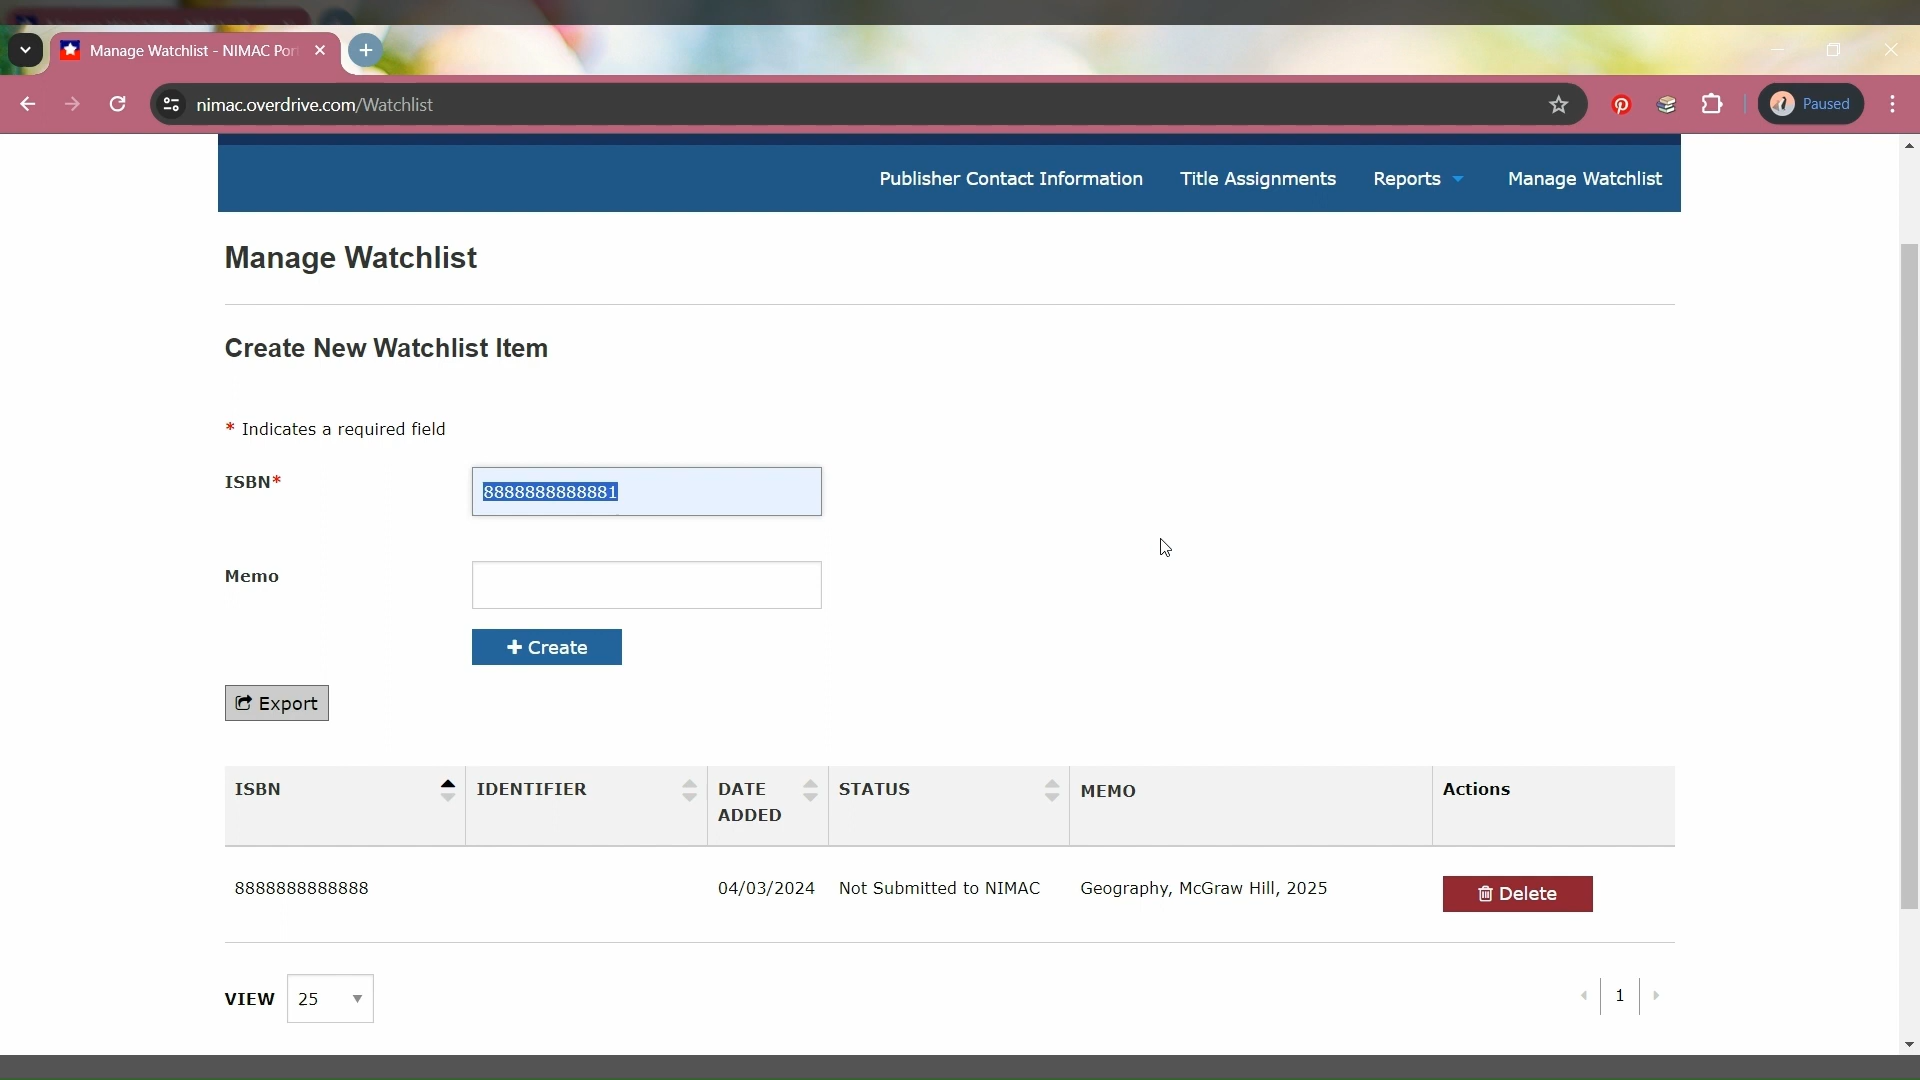 Manage Watchlist - NIMAC Por
nimac.overdrive.com/Watchlist
Paused
Publisher Contact Information Title Assignments Reports Manage Watchlist
Manage Watchlist
Create New Watchlist Item
* Indicates a required field
ISBN* 8888888888881
Memo
+ Create
Export
ISBN IDENTIFIER DATE ADDED STATUS MEMO Actions
8888888888888 04/03/2024 Not Submitted to NIMAC Geography, McGraw Hill, 2025 Delete
VIEW 25 1